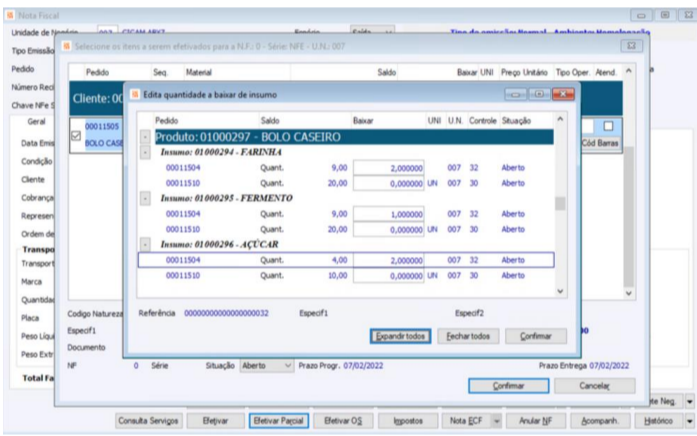 Nota Fiscal
Unidade de Negócio 007 CIGAM ABKZ Espécie Saída Tipo de emissão: Normal Ambiente: Homologação
Tipo Emissão
Selecione os itens a serem efetivados para a N.F.: 0 - Série: NFE - U.N.: 007
Pedido
Pedido Seq. Material Saldo Baixar UNI Preço Unitário Tipo Oper. Atend.
Número Reci
Cliente: 00
Chave NFe S
Edita quantidade a baixar de insumo
Geral
00011505
BOLO CASE
Cód Barras
Pedido Saldo Baixar UNI U.N. Controle Situação
Produto: 01000297 - BOLO CASEIRO
Insumo: 01000294 - FARINHA
00011504 Quant. 9,00 2,000000 007 32 Aberto
00011510 Quant. 20,00 0,000000 UN 007 30 Aberto
Insumo: 01000295 - FERMENTO
00011504 Quant. 9,00 1,000000 007 32 Aberto
00011510 Quant. 20,00 0,000000 UN 007 30 Aberto
Insumo: 01000296 - AÇÚCAR
00011504 Quant. 4,00 2,000000 007 32 Aberto
00011510 Quant. 10,00 0,000000 UN 007 30 Aberto
Referência 00000000000000000032 Especif1 Especif2
Expandir todos Fechar todos Confirmar
Data Emis
Condição
Cliente
Cobrança
Represen
Ordem de
Transpo
Transport
Marca
Quantidad
Placa
Peso Líqui
Peso Extr
Total Fa
Codigo Natureza
Especif1
Documento
NF 0 Série Situação Aberto Prazo Progr. 07/02/2022 Prazo Entrega 07/02/2022
Confirmar Cancelar
ete Neg.
Consulta Serviços Efetivar Efetivar Parcial Efetivar OS Impostos Nota ECF Anular NF Acompanh. Histórico